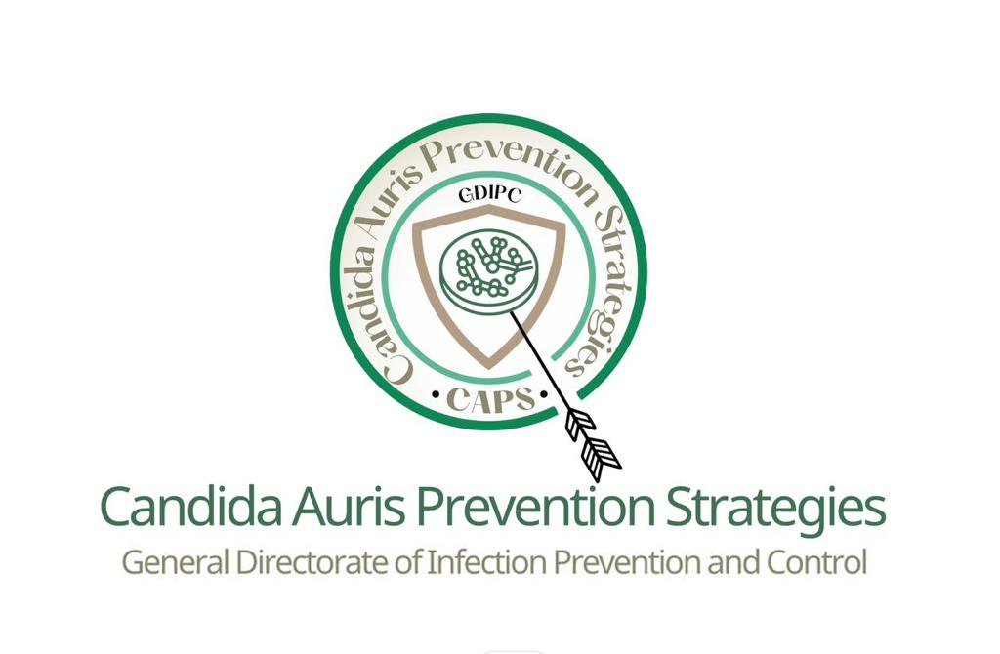 Candida Auris Prevention Strategies
GDIPC
• CAPS •
Candida Auris Prevention Strategies
General Directorate of Infection Prevention and Control